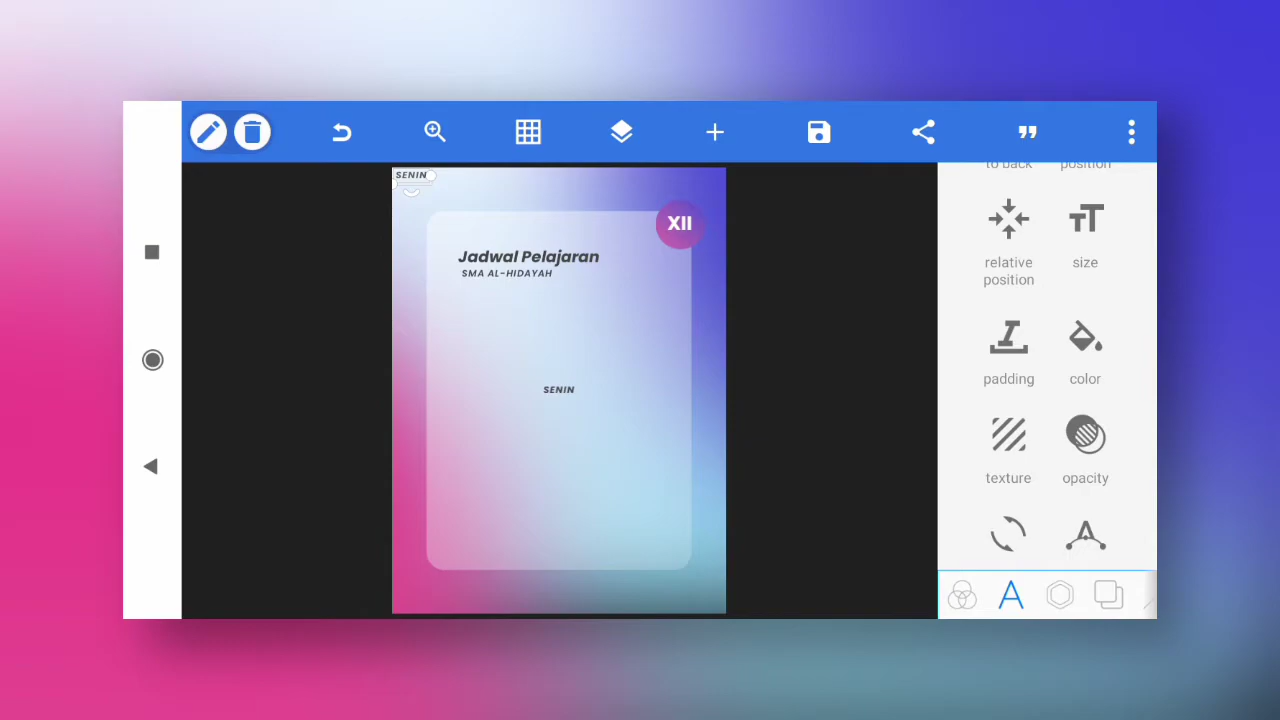 SENIN
XII
Jadwal Pelajaran
SMA AL-HIDAYAH
SENIN
to back
position
relative
position
size
padding
color
texture
opacity